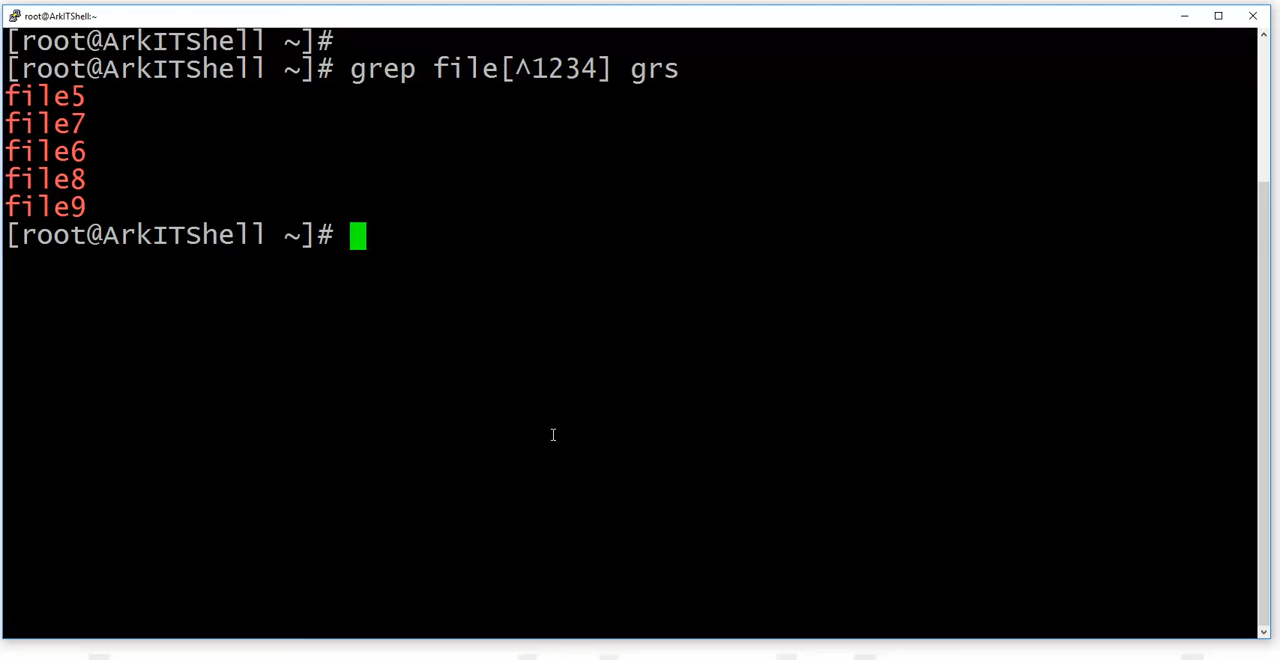 root@ArkITShell:~
[root@ArkITShell ~]#
[root@ArkITShell ~]# grep file[^1234] grs
file5
file7
file6
file8
file9
[root@ArkITShell ~]#